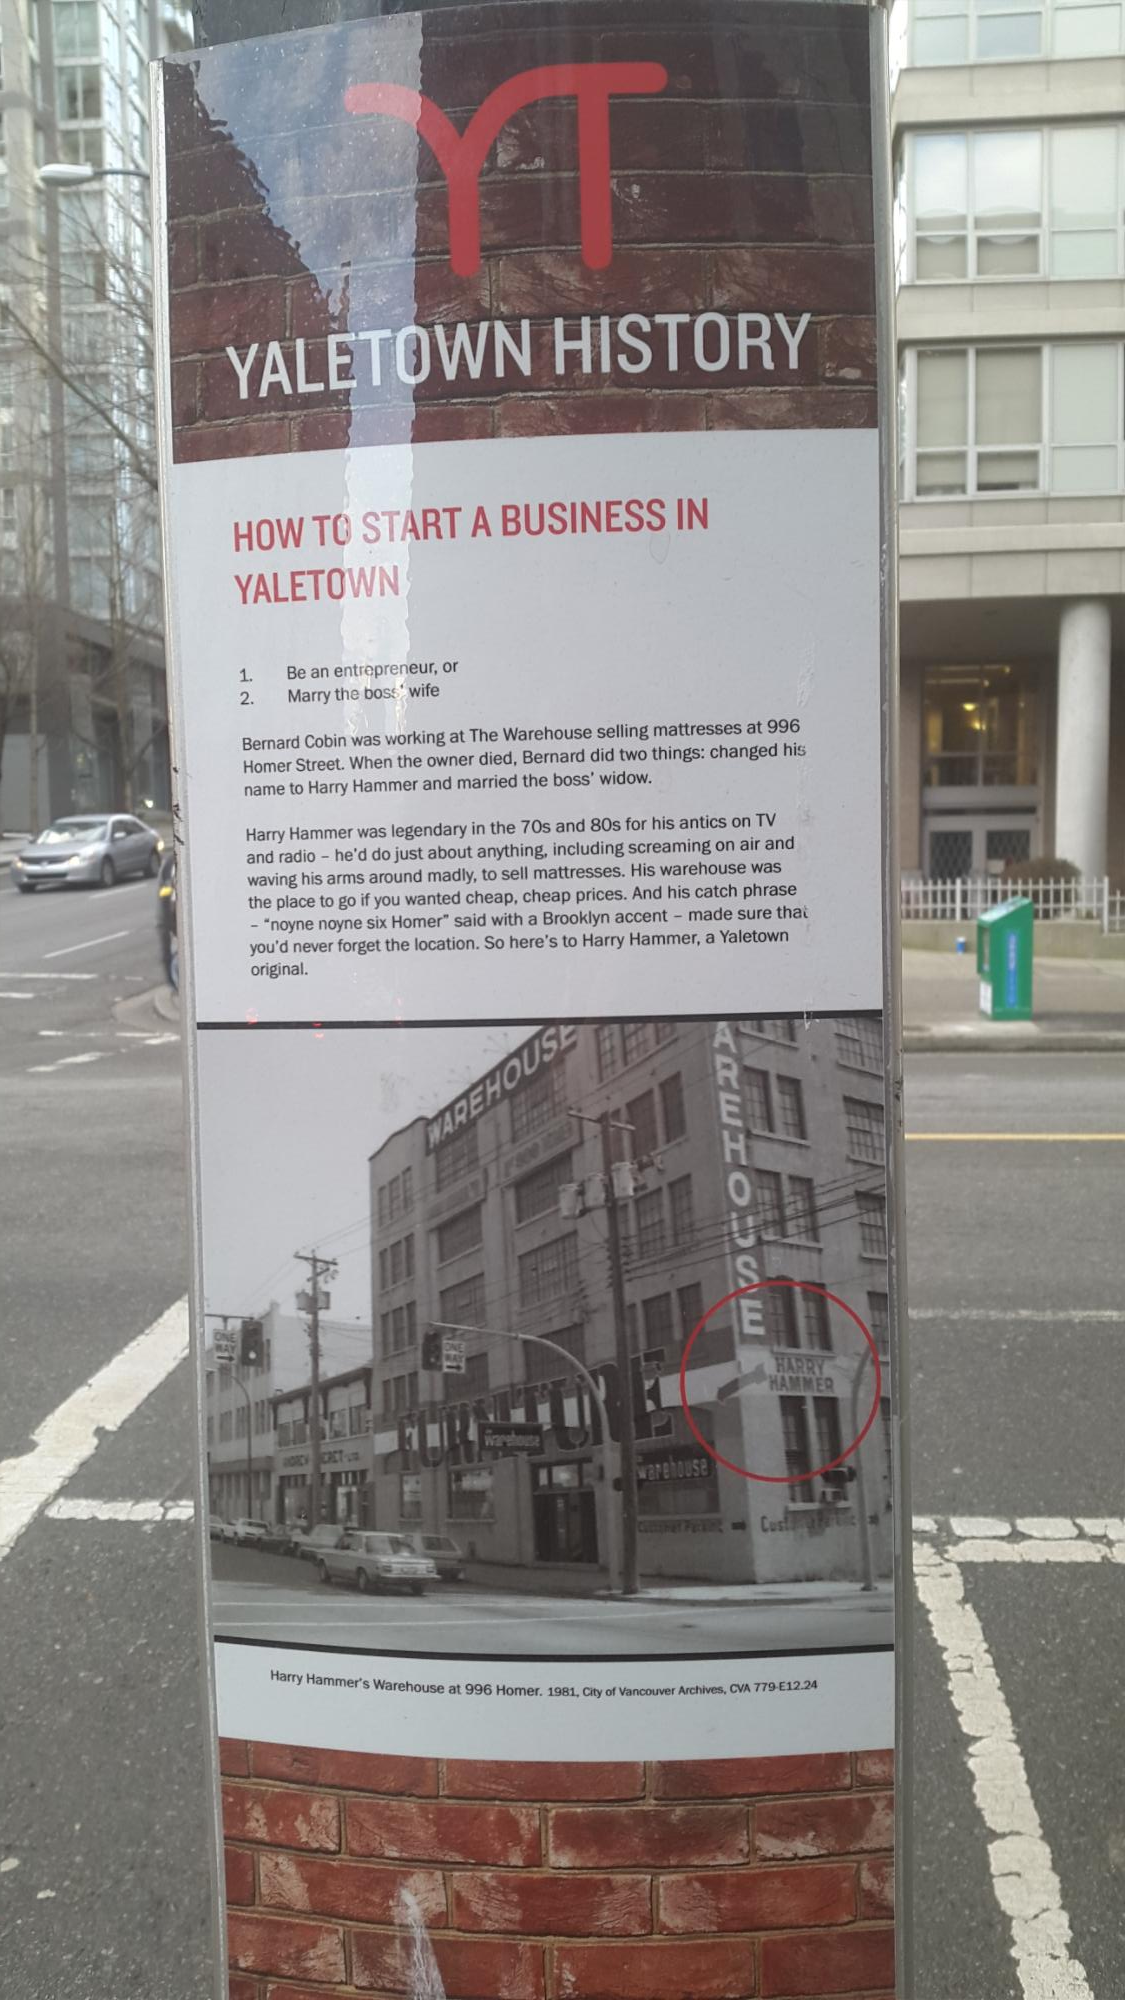 YT
YALETOWN HISTORY
HOW TO START A BUSINESS IN
YALETOWN
1. Be an entrepreneur, or
2. Marry the boss' wife
Bernard Cobin was working at The Warehouse selling mattresses at 996
Homer Street. When the owner died, Bernard did two things: changed his
name to Harry Hammer and married the boss' widow.
Harry Hammer was legendary in the 70s and 80s for his antics on TV
and radio – he'd do just about anything, including screaming on air and
waving his arms around madly, to sell mattresses. His warehouse was
the place to go if you wanted cheap, cheap prices. And his catch phrase
– "noyne noyne six Homer" said with a Brooklyn accent – made sure that
you'd never forget the location. So here's to Harry Hammer, a Yaletown
original.
WAREHOUSE
AREHOUSE
ONE
WAY
ONE
WAY
HARRY
HAMMER
FURNITURE
Warehouse
warehouse
Customer Parking
Customer Parking
Harry Hammer's Warehouse at 996 Homer. 1981, City of Vancouver Archives, CVA 779-E12.24